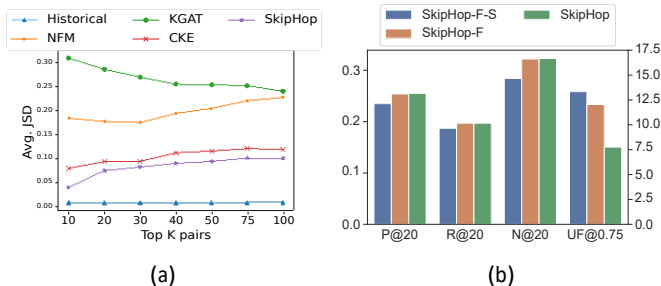 Historical KGAT SkipHop
NFM CKE
Avg. JSD
0.30
0.25
0.20
0.15
0.10
0.05
0.00
10 20 30 40 50 75 100
Top K pairs
(a)
SkipHop-F-S SkipHop
SkipHop-F
0.3
0.2
0.1
0.0
17.5
15.0
12.5
10.0
7.5
5.0
2.5
0.0
P@20 R@20 N@20 UF@0.75
(b)